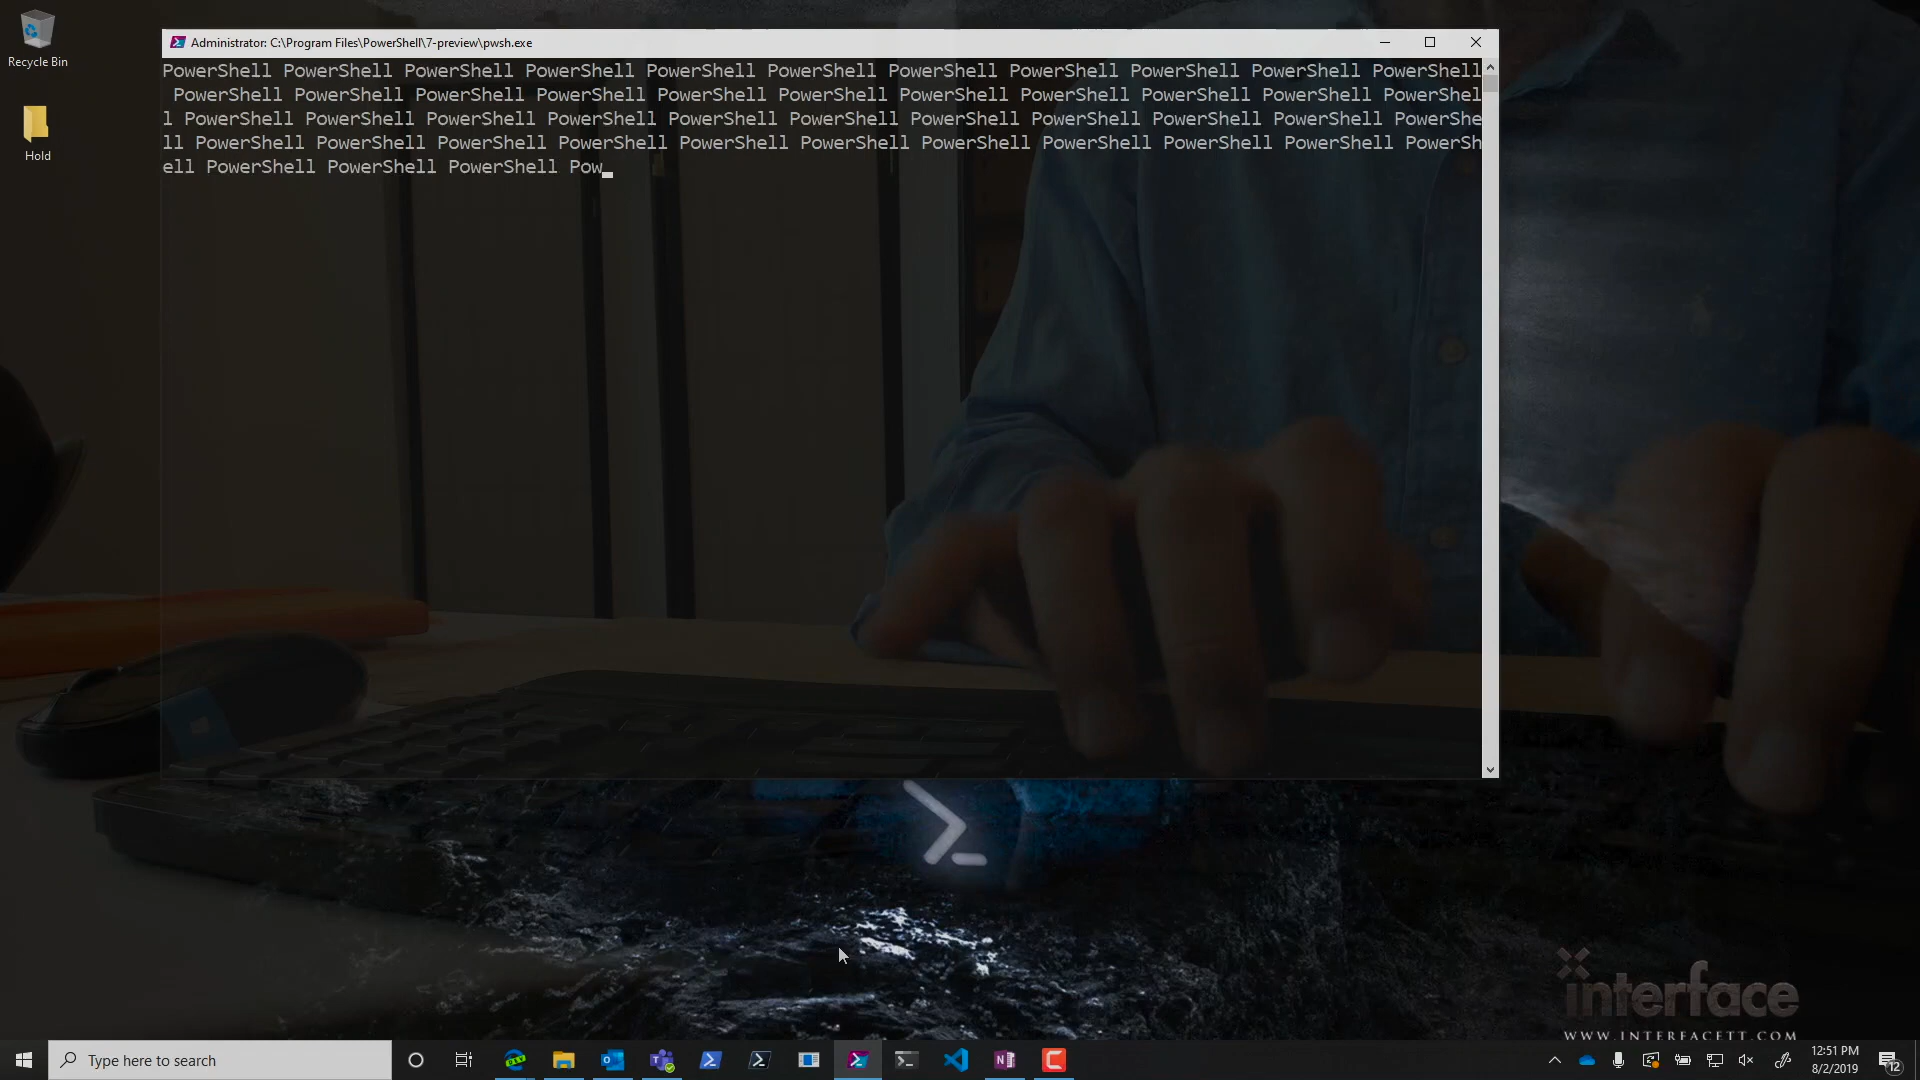 Recycle Bin
Hold
Administrator: C:\Program Files\PowerShell\7-preview\pwsh.exe
PowerShell PowerShell PowerShell PowerShell PowerShell PowerShell PowerShell PowerShell PowerShell PowerShell PowerShell
PowerShell PowerShell PowerShell PowerShell PowerShell PowerShell PowerShell PowerShell PowerShell PowerShell PowerShel
l PowerShell PowerShell PowerShell PowerShell PowerShell PowerShell PowerShell PowerShell PowerShell PowerShell PowerShe
ll PowerShell PowerShell PowerShell PowerShell PowerShell PowerShell PowerShell PowerShell PowerShell PowerShell PowerSh
ell PowerShell PowerShell PowerShell Pow
interface
WWW.INTERFACETT.COM
Type here to search
DEV
12:51 PM
8/2/2019
12